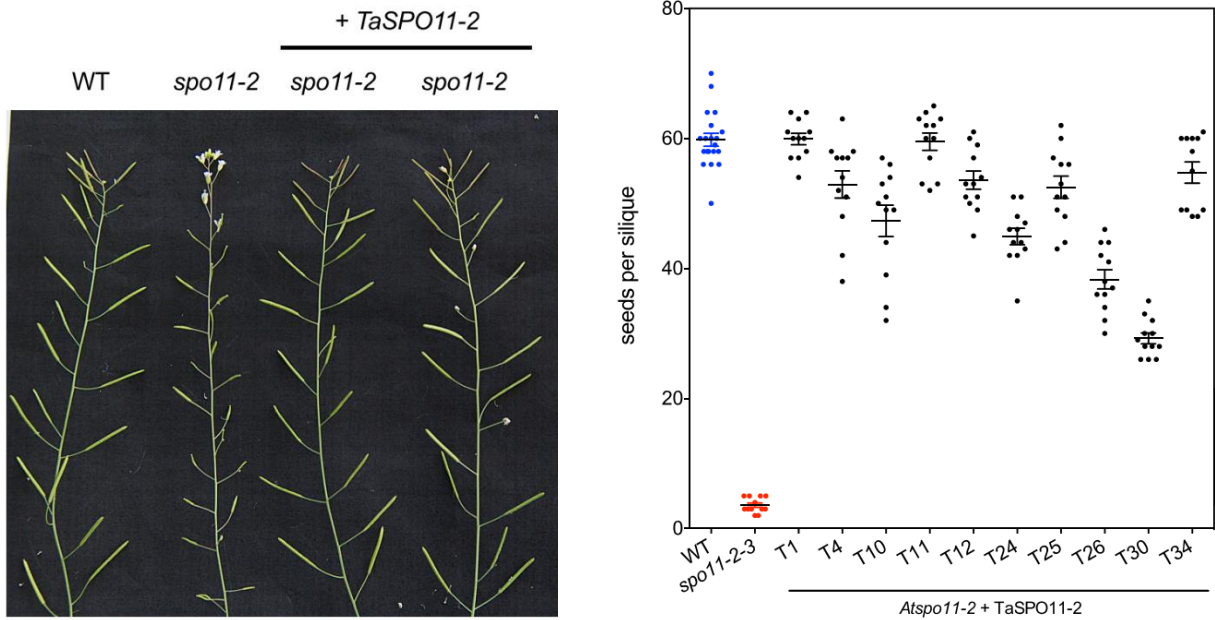 + TaSPO11-2
WT spo11-2 spo11-2 spo11-2
80
60
40
20
0
seeds per silique
WT spo11-2-3 T1 T4 T10 T11 T12 T24 T25 T26 T30 T34
Atspo11-2 + TaSPO11-2